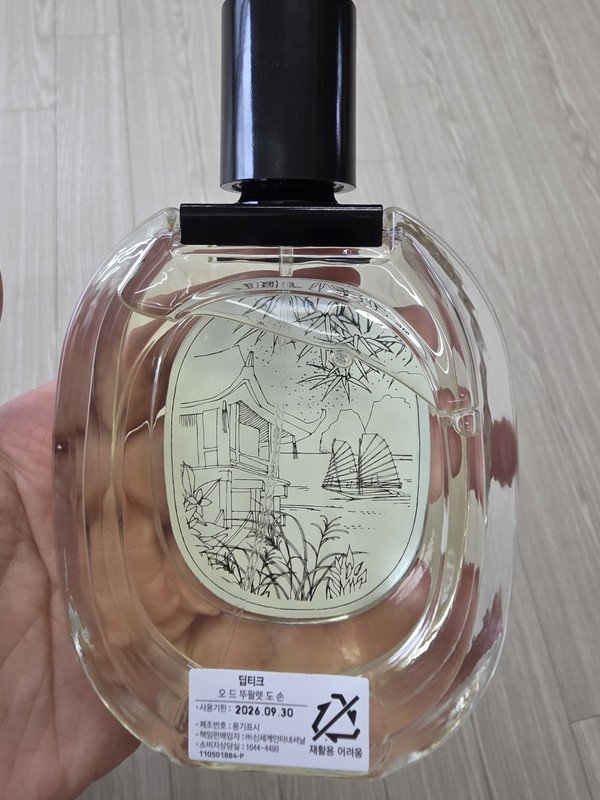 딥티크
오 드 뚜왈렛 도 손
·사용기한 : 2026.09.30
·제조번호 : 용기표시
·책임판매업자 : ㈜신세계인터내셔날
·소비자상담실 : 1644-4490
110501884-P
재활용 어려움